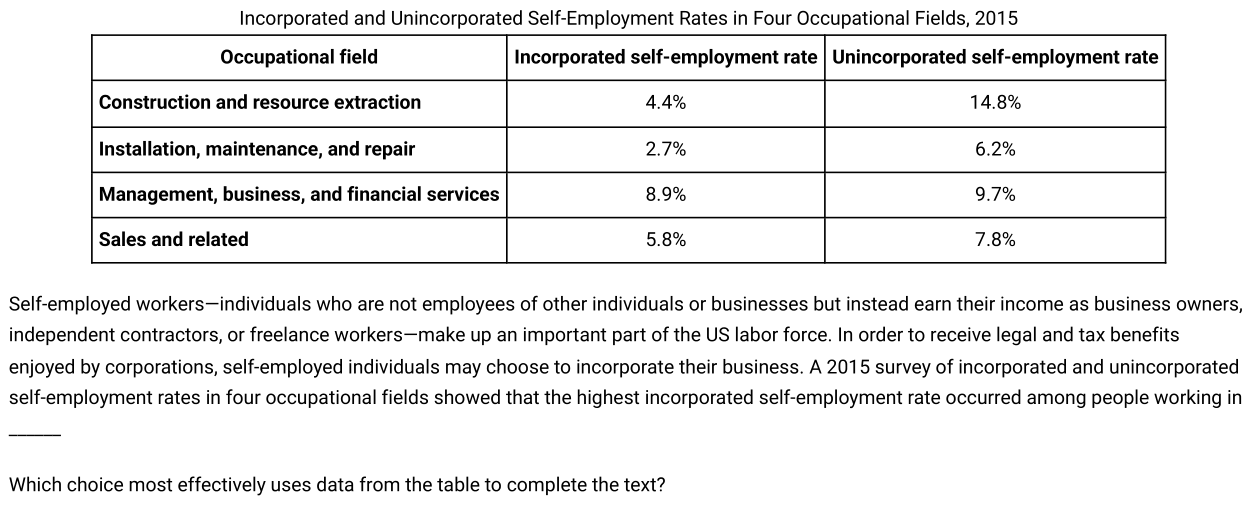 Incorporated and Unincorporated Self-Employment Rates in Four Occupational Fields, 2015
Occupational field Incorporated self-employment rate Unincorporated self-employment rate
Construction and resource extraction 4.4% 14.8%
Installation, maintenance, and repair 2.7% 6.2%
Management, business, and financial services 8.9% 9.7%
Sales and related 5.8% 7.8%
Self-employed workers—individuals who are not employees of other individuals or businesses but instead earn their income as business owners,
independent contractors, or freelance workers—make up an important part of the US labor force. In order to receive legal and tax benefits
enjoyed by corporations, self-employed individuals may choose to incorporate their business. A 2015 survey of incorporated and unincorporated
self-employment rates in four occupational fields showed that the highest incorporated self-employment rate occurred among people working in
______
Which choice most effectively uses data from the table to complete the text?